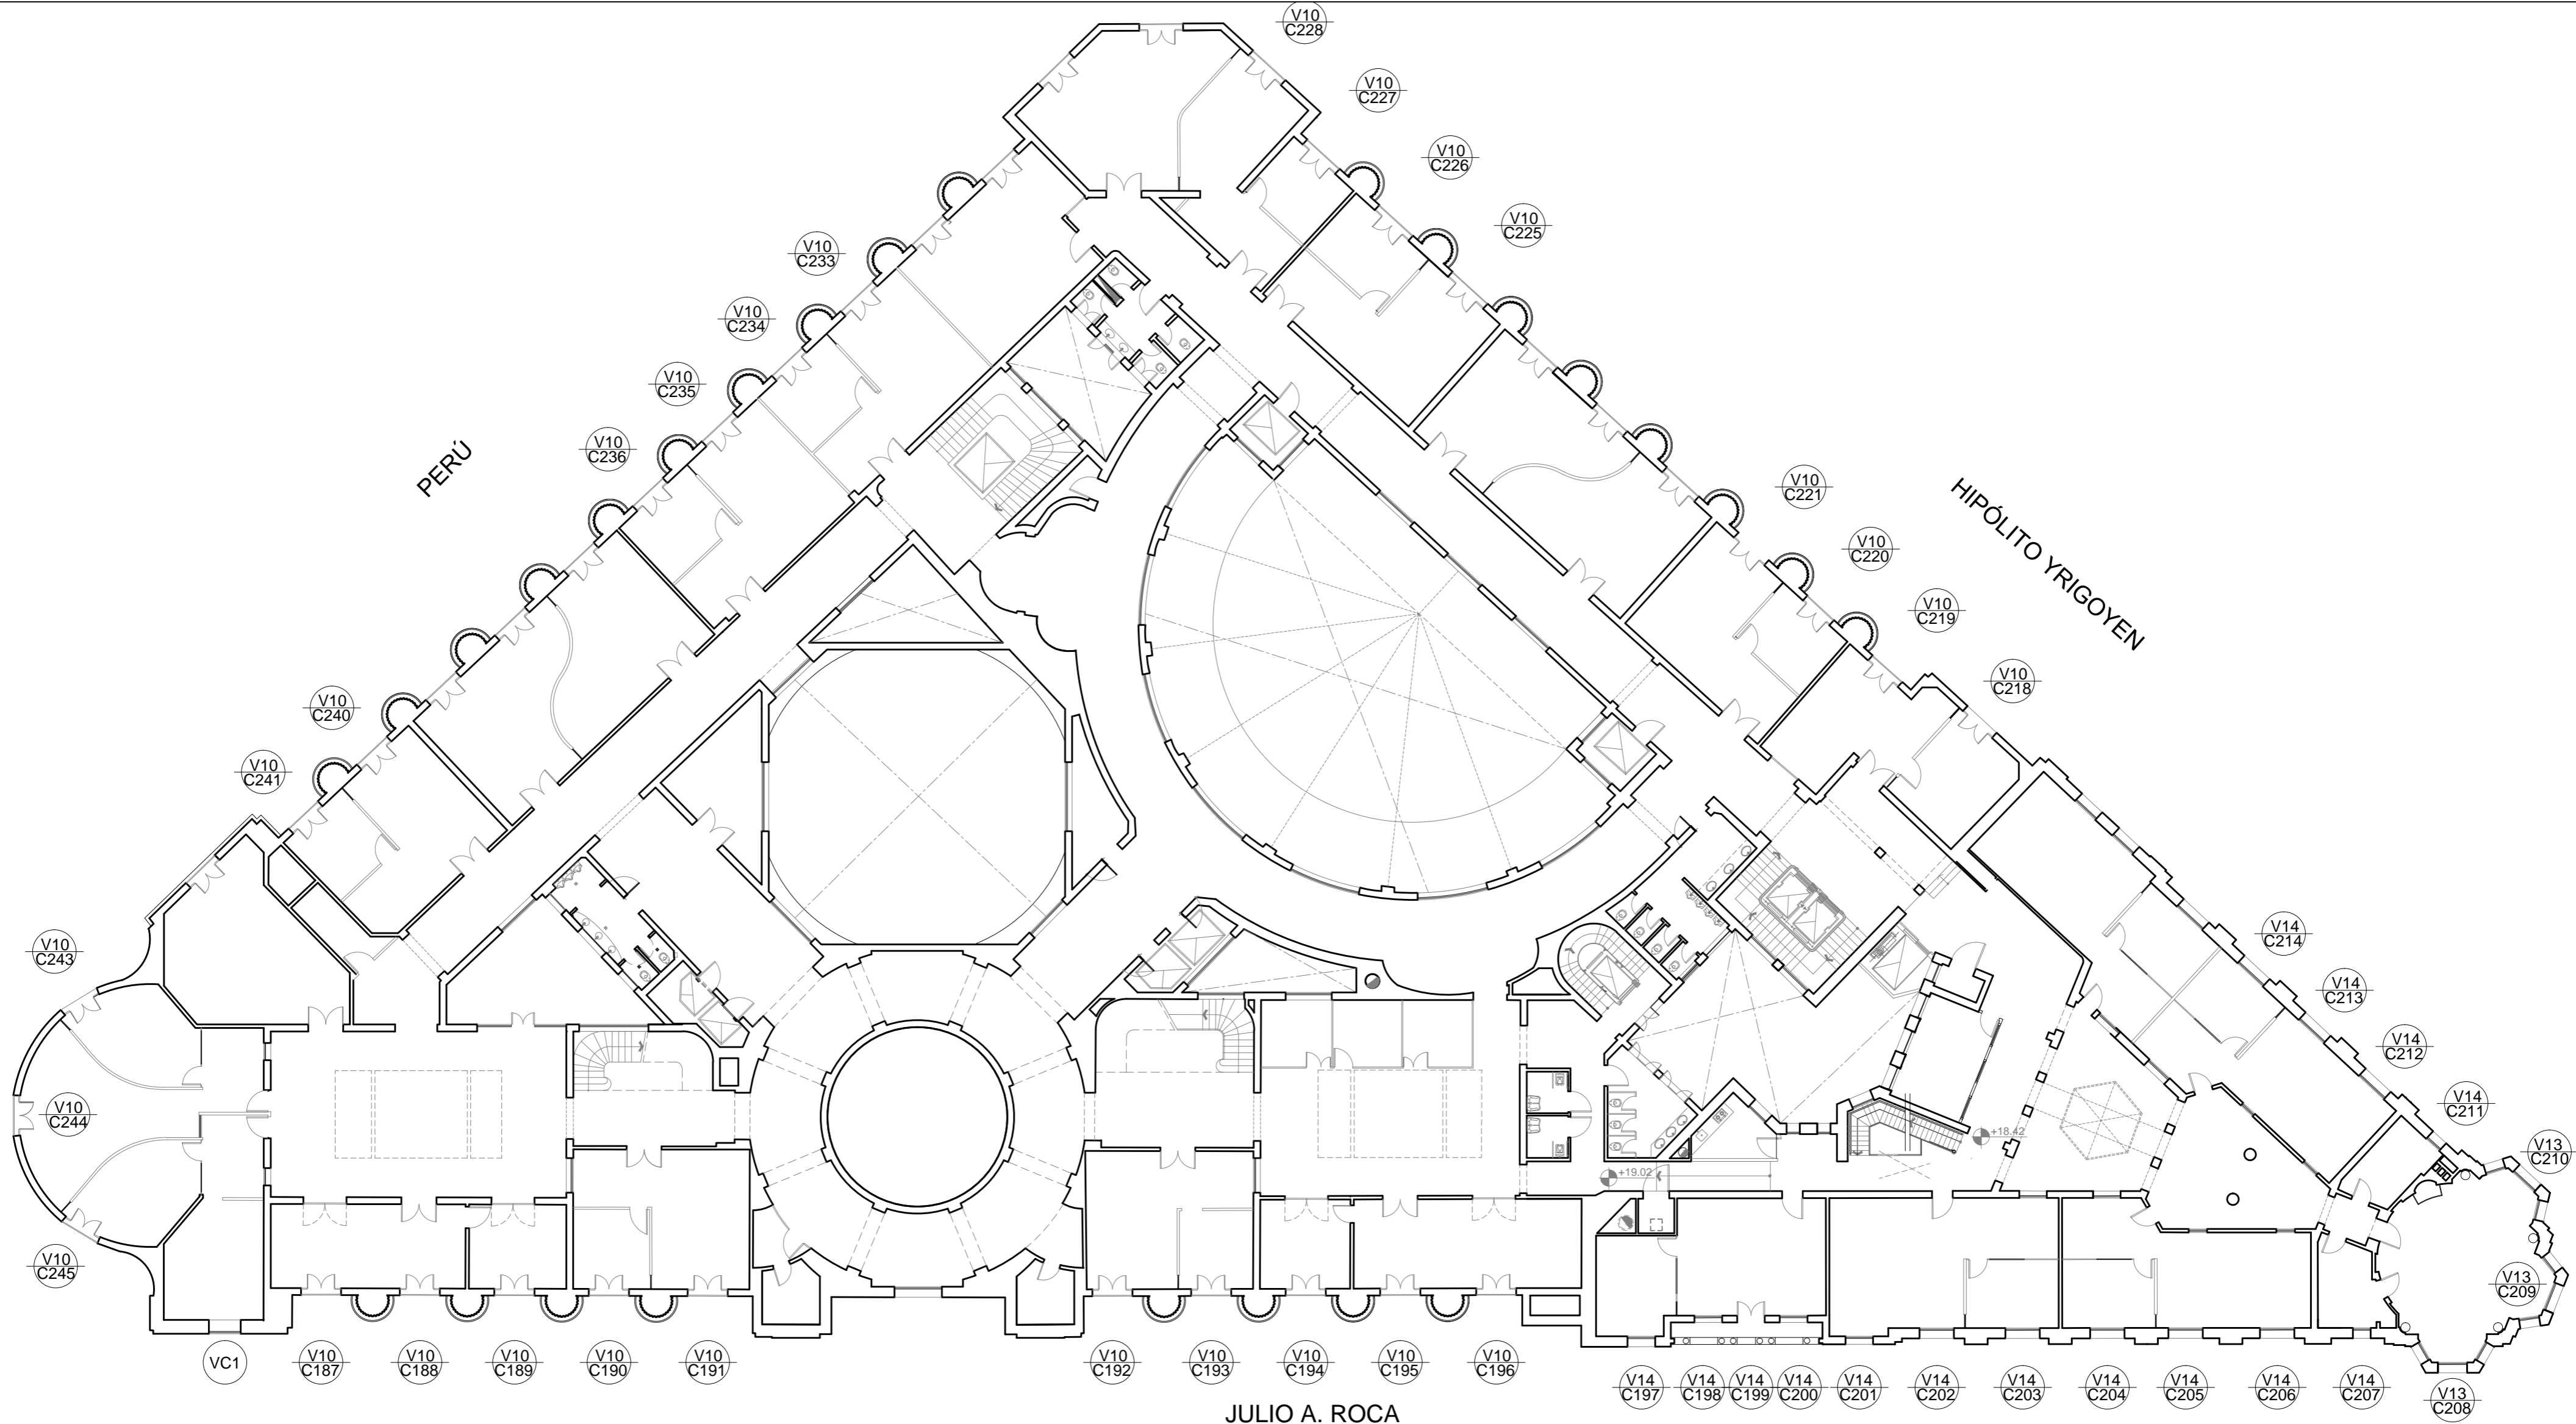 V10
C228
V10
C227
V10
C226
V10
C225
V10
C233
V10
C234
V10
C235
V10
C236
PERÚ
V10
C221
HIPÓLITO YRIGOYEN
V10
C220
V10
C219
V10
C218
V10
C240
V10
C241
V10
C243
V14
C214
V14
C213
V14
C212
V14
C211
V10
C244
+18.42
V13
C210
+19.02
V10
C245
V13
C209
VC1
V10
C187
V10
C188
V10
C189
V10
C190
V10
C191
V10
C192
V10
C193
V10
C194
V10
C195
V10
C196
V14
C197
V14
C198
V14
C199
V14
C200
V14
C201
V14
C202
V14
C203
V14
C204
V14
C205
V14
C206
V14
C207
V13
C208
JULIO A. ROCA